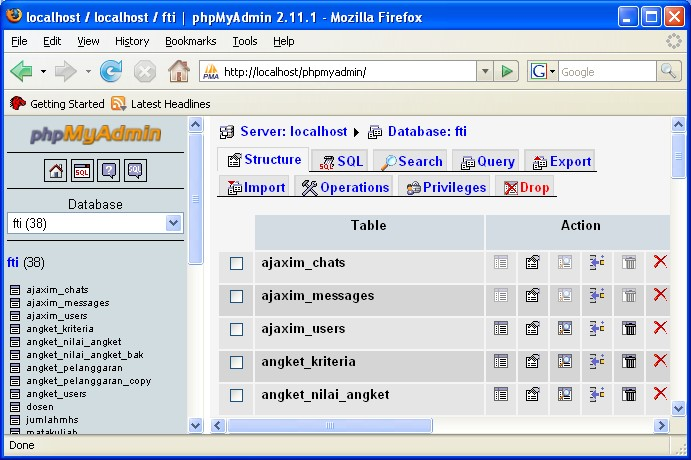 localhost / localhost / fti | phpMyAdmin 2.11.1 - Mozilla Firefox
File Edit View History Bookmarks Tools Help
PMA http://localhost/phpmyadmin/ G Google
Getting Started Latest Headlines
phpMyAdmin
SQL ? SQL
Database
fti (38)
fti (38)
ajaxim_chats
ajaxim_messages
ajaxim_users
angket_kriteria
angket_nilai_angket
angket_nilai_angket_bak
angket_pelanggaran
angket_pelanggaran_copy
angket_users
dosen
jumlahmhs
matakuliah
Server: localhost Database: fti
Structure SQL Search Query Export
Import Operations Privileges Drop
Table Action
ajaxim_chats
ajaxim_messages
ajaxim_users
angket_kriteria
angket_nilai_angket
Done